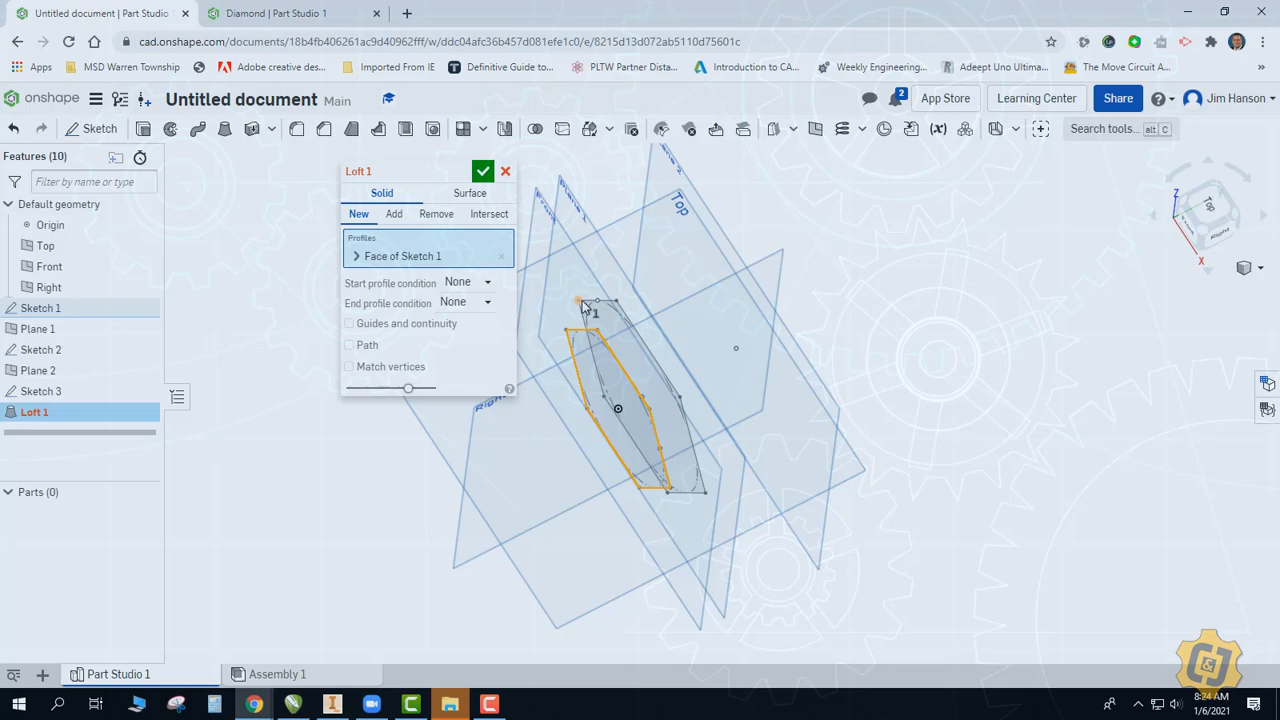 Untitled document | Part Studio 1
Diamond | Part Studio 1
cad.onshape.com/documents/18b4fb406261ac9d40962fff/w/ddc04afc36b457d081efe1c0/e/8215d13d072ab5110d75601c
Apps
MSD Warren Township
Adobe creative des...
Imported From IE
Definitive Guide to...
PLTW Partner Dista...
Introduction to CA...
Weekly Engineering...
Adeept Uno Ultima...
The Move Circuit A...
onshape
Untitled document Main
2
App Store
Learning Center
Share
Jim Hanson
Sketch
Search tools... alt C
Features (10)
Filter by name or type
Default geometry
Origin
Top
Front
Right
Sketch 1
Plane 1
Sketch 2
Plane 2
Sketch 3
Loft 1
Parts (0)
Loft 1
Solid Surface
New Add Remove Intersect
Profiles
Face of Sketch 1
Start profile condition None
End profile condition None
Guides and continuity
Path
Match vertices
Top
1
Z
Top
X
Part Studio 1
Assembly 1
8:24 AM
1/6/2021